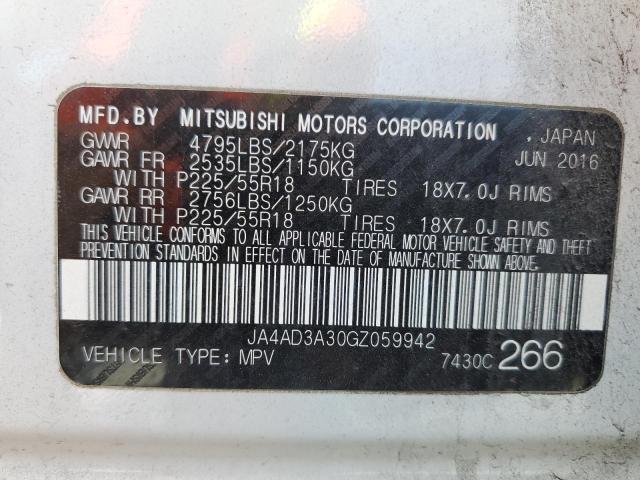 MFD.BY MITSUBISHI MOTORS CORPORATION . JAPAN
GVWR 4795LBS/2175KG JUN 2016
GAWR FR 2535LBS/1150KG
WITH P225/55R18 TIRES 18X7.0J RIMS
GAWR RR 2756LBS/1250KG
WITH P225/55R18 TIRES 18X7.0J RIMS
THIS VEHICLE CONFORMS TO ALL APPLICABLE FEDERAL MOTOR VEHICLE SAFETY AND THEFT
PREVENTION STANDARDS IN EFFECT ON THE DATE OF MANUFACTURE SHOWN ABOVE.
JA4AD3A30GZ059942
VEHICLE TYPE: MPV 7430C 266